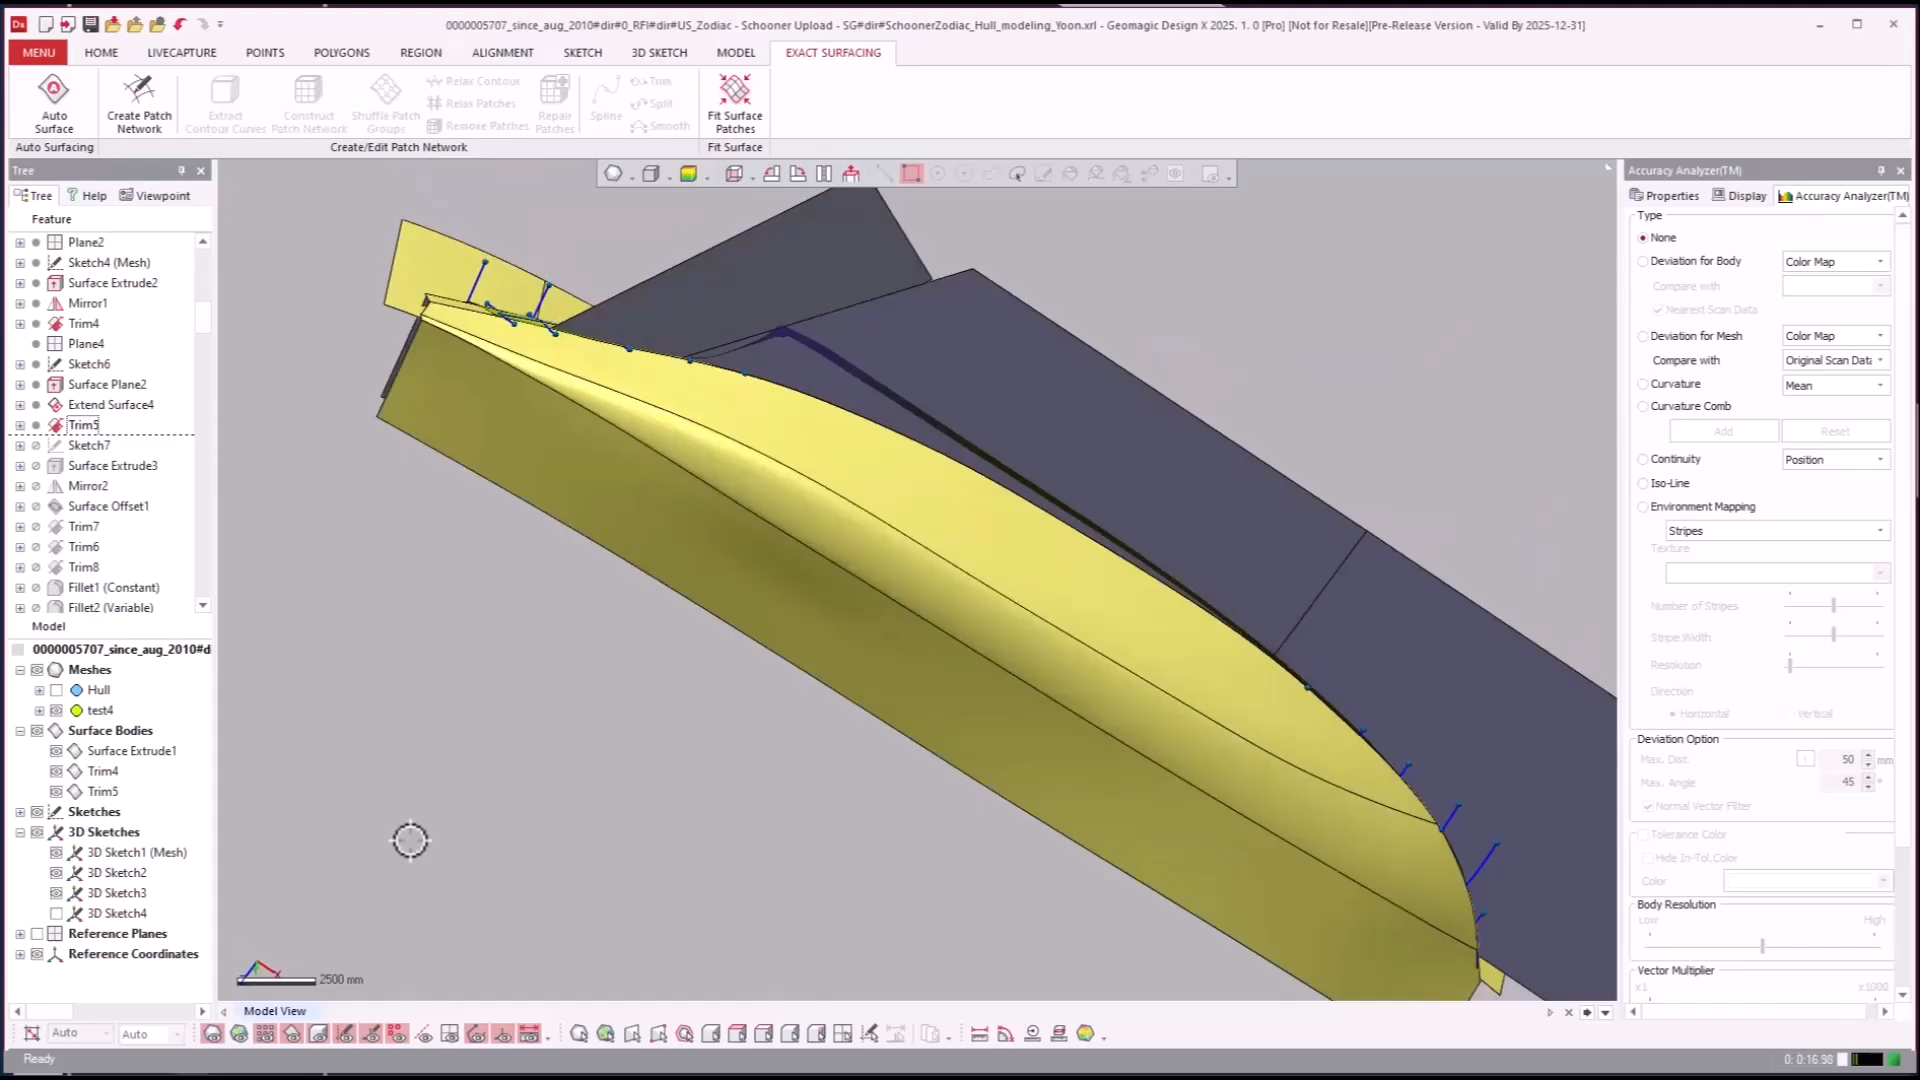 0000005707_since_aug_2010#dir#0_RFI#dir#US_Zodiac - Schooner Upload - SG#dir#SchoonerZodiac_Hull_modeling_Yoon.xrl - Geomagic Design X 2025. 1. 0 [Pro] [Not for Resale][Pre-Release Version - Valid By 2025-12-31]
MENU HOME LIVECAPTURE POINTS POLYGONS REGION ALIGNMENT SKETCH 3D SKETCH MODEL EXACT SURFACING
Auto Surface
Create Patch Network
Extract Contour Curves
Construct Patch Network
Shuffle Patch Groups
Relax Contour
Relax Patches
Remove Patches
Repair Patches
Spline
Trim
Split
Smooth
Fit Surface Patches
Auto Surfacing
Create/Edit Patch Network
Fit Surface
Tree
Tree Help Viewpoint
Feature
Plane2
Sketch4 (Mesh)
Surface Extrude2
Mirror1
Trim4
Plane4
Sketch6
Surface Plane2
Extend Surface4
Trim5
Sketch7
Surface Extrude3
Mirror2
Surface Offset1
Trim7
Trim6
Trim8
Fillet1 (Constant)
Fillet2 (Variable)
Model
0000005707_since_aug_2010#d
Meshes
Hull
test4
Surface Bodies
Surface Extrude1
Trim4
Trim5
Sketches
3D Sketches
3D Sketch1 (Mesh)
3D Sketch2
3D Sketch3
3D Sketch4
Reference Planes
Reference Coordinates
2500 mm
Model View
Auto Auto
Ready
0: 0:16.98
Accuracy Analyzer(TM)
Properties Display Accuracy Analyzer(TM)
Type
None
Deviation for Body Color Map
Compare with
Nearest Scan Data
Deviation for Mesh Color Map
Compare with Original Scan Data
Curvature Mean
Curvature Comb
Add Reset
Continuity Position
Iso-Line
Environment Mapping
Stripes
Texture
Number of Stripes
Stripe Width
Resolution
Direction
Horizontal Vertical
Deviation Option
Max. Dist. 50 mm
Max. Angle 45 °
Normal Vector Filter
Tolerance Color
Hide In-Tol.Color
Color
Body Resolution
Low High
Vector Multiplier
x1 x1000